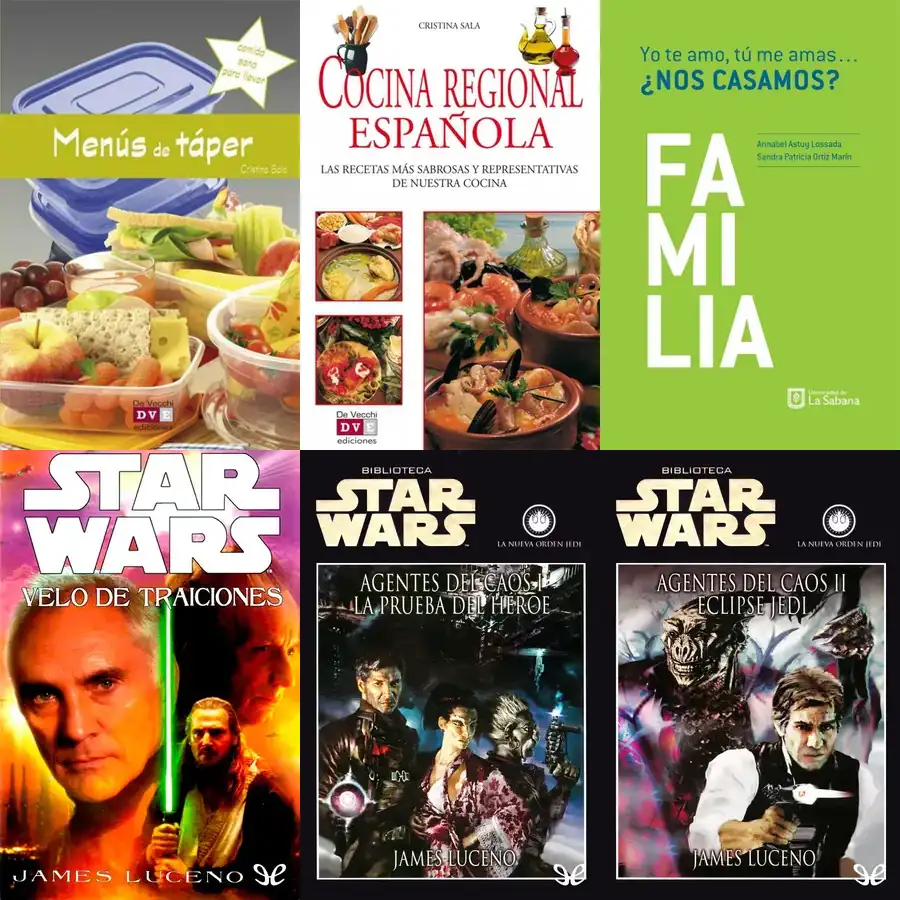 comida
sana
para llevar
Menús de táper
Cristina Sala
De Vecchi
DVE
ediciones
CRISTINA SALA
COCINA REGIONAL
ESPAÑOLA
LAS RECETAS MÁS SABROSAS Y REPRESENTATIVAS
DE NUESTRA COCINA
De Vecchi
DVE
ediciones
Yo te amo, tú me amas...
¿NOS CASAMOS?
FA
MI
LIA
Annabel Astuy Lossada
Sandra Patricia Ortiz Marín
Universidad de
La Sabana
STAR
WARS
VELO DE TRAICIONES
JAMES LUCENO
BIBLIOTECA
STAR
WARS
LA NUEVA ORDEN JEDI
AGENTES DEL CAOS I
LA PRUEBA DEL HÉROE
JAMES LUCENO
BIBLIOTECA
STAR
WARS
LA NUEVA ORDEN JEDI
AGENTES DEL CAOS II
ECLIPSE JEDI
JAMES LUCENO